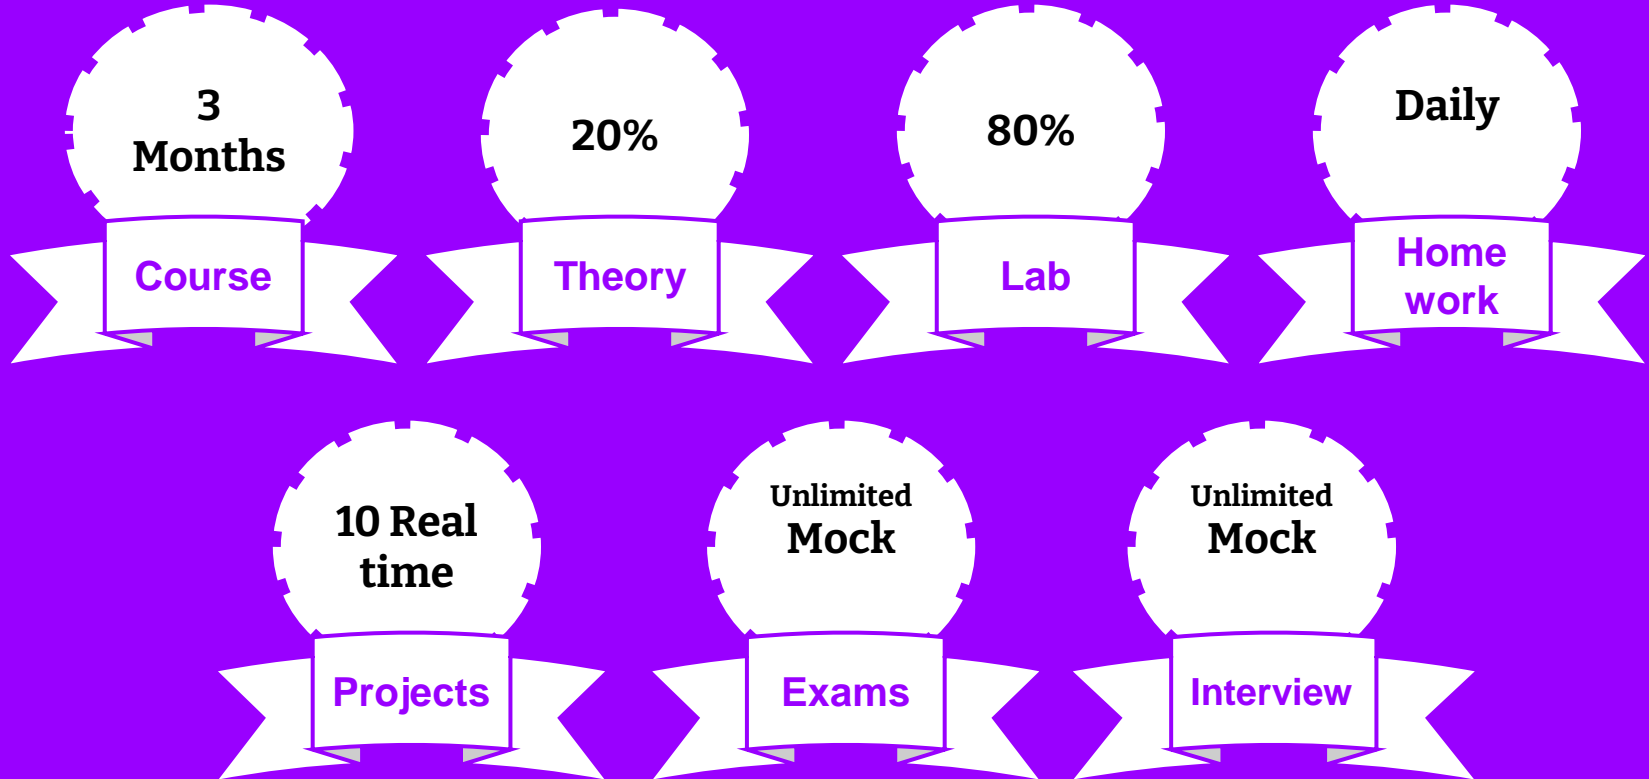 3
Months
Course
20%
Theory
80%
Lab
Daily
Home
work
10 Real
time
Projects
Unlimited
Mock
Exams
Unlimited
Mock
Interview